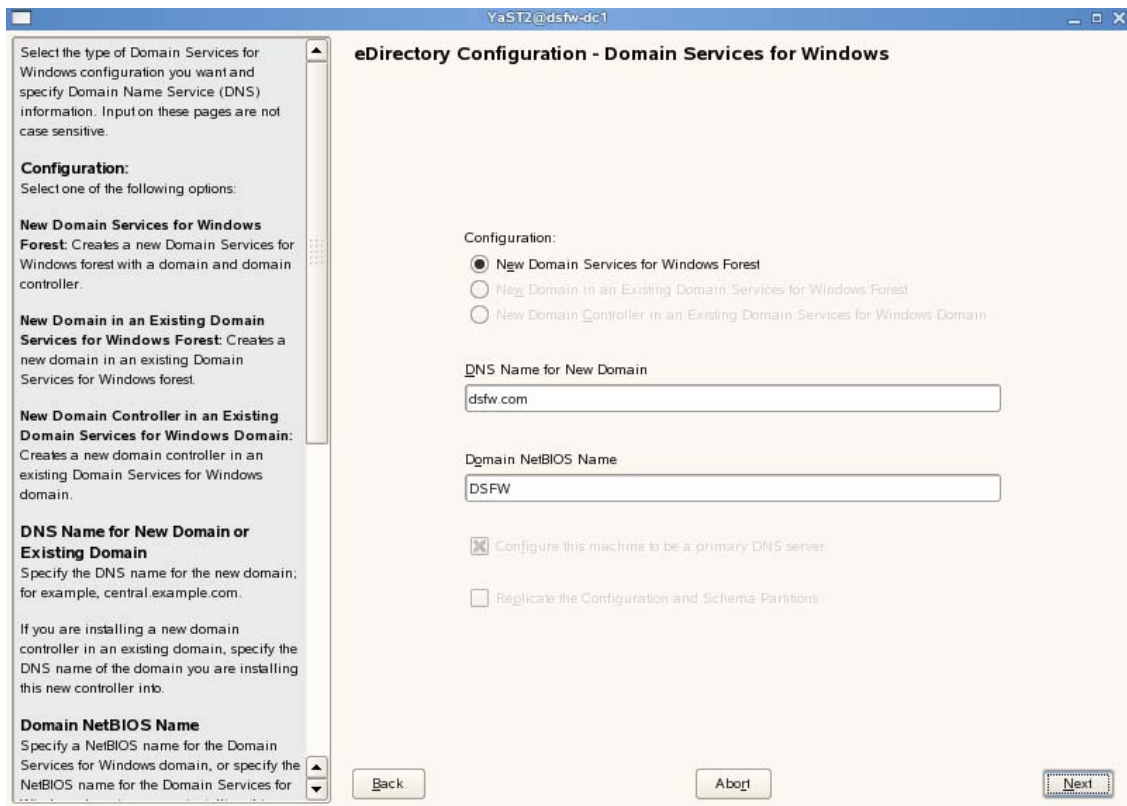 YaST2@dsfw-dc1
Select the type of Domain Services for
Windows configuration you want and
specify Domain Name Service (DNS)
information. Input on these pages are not
case sensitive.
Configuration:
Select one of the following options:
New Domain Services for Windows
Forest: Creates a new Domain Services for
Windows forest with a domain and domain
controller.
New Domain in an Existing Domain
Services for Windows Forest: Creates a
new domain in an existing Domain
Services for Windows forest.
New Domain Controller in an Existing
Domain Services for Windows Domain:
Creates a new domain controller in an
existing Domain Services for Windows
domain.
DNS Name for New Domain or
Existing Domain
Specify the DNS name for the new domain;
for example, central.example.com.
If you are installing a new domain
controller in an existing domain, specify the
DNS name of the domain you are installing
this new controller into.
Domain NetBIOS Name
Specify a NetBIOS name for the Domain
Services for Windows domain, or specify the
NetBIOS name for the Domain Services for
eDirectory Configuration - Domain Services for Windows
Configuration:
New Domain Services for Windows Forest
New Domain in an Existing Domain Services for Windows Forest
New Domain Controller in an Existing Domain Services for Windows Domain
DNS Name for New Domain
dsfw.com
Domain NetBIOS Name
DSFW
Configure this machine to be a primary DNS server
Replicate the Configuration and Schema Partitions
Back
Abort
Next